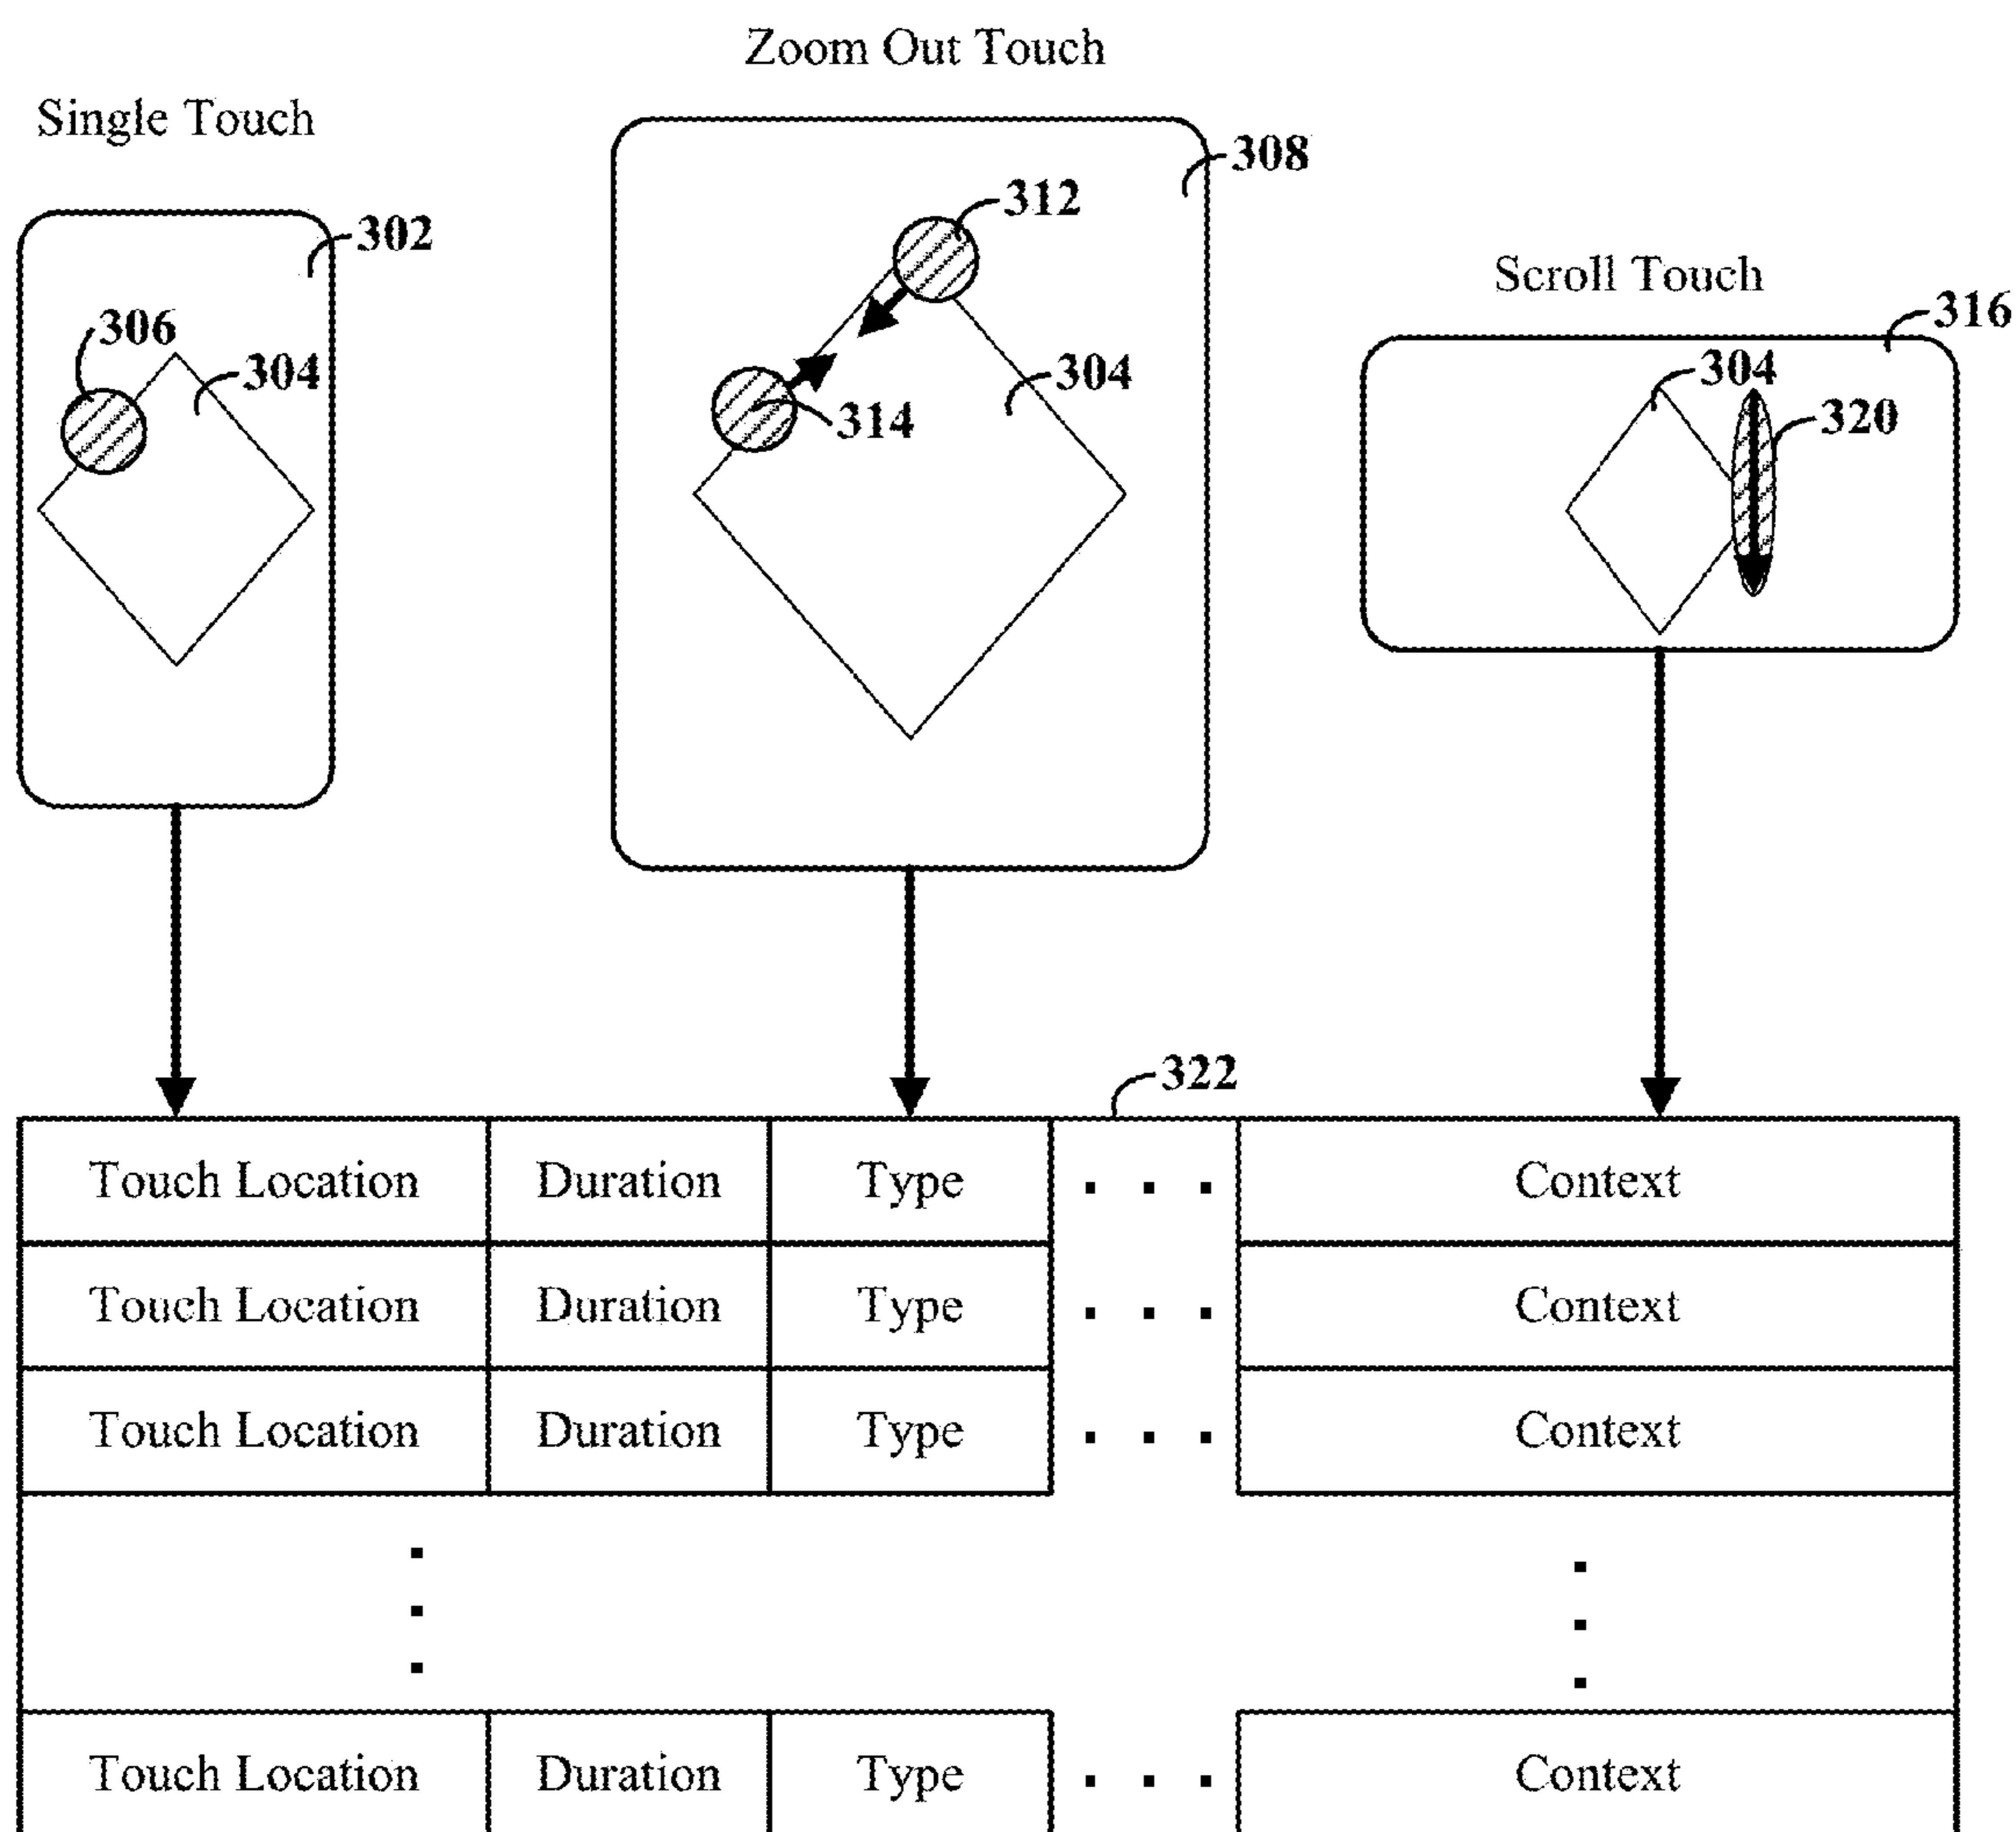 Zoom Out Touch
Single Touch
308
312
302
Scroll Touch
316
306
304
304
304
314
320
322
Touch Location Duration Type . . . Context
Touch Location Duration Type . . . Context
Touch Location Duration Type . . . Context
Touch Location Duration Type . . . Context